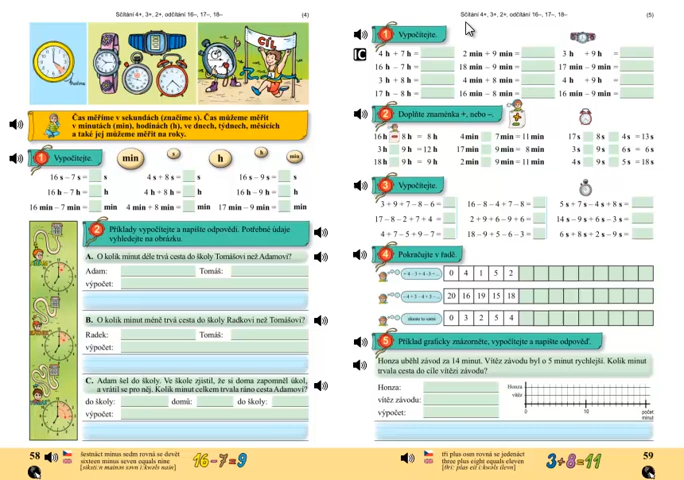 Sčítání 4+, 3+, 2+, odčítání 16–, 17–, 18–
(4)
CÍL
Čas měříme v sekundách (značíme s). Čas můžeme měřit
v minutách (min), hodinách (h), ve dnech, týdnech, měsících
a také jej můžeme měřit na roky.
1 Vypočítejte.
min s h h min
16 s – 7 s = s 4 s + 8 s = s 16 s – 9 s = s
16 h – 7 h = h 4 h + 8 h = h 16 h – 9 h = h
16 min – 7 min = min 4 min + 8 min = min 17 min – 9 min = min
2 Příklady vypočítejte a napište odpovědi. Potřebné údaje
vyhledejte na obrázku.
A. O kolik minut déle trvá cesta do školy Tomášovi než Adamovi?
Adam: Tomáš:
výpočet:
B. O kolik minut méně trvá cesta do školy Radkovi než Tomášovi?
Radek: Tomáš:
výpočet:
C. Adam šel do školy. Ve škole zjistil, že si doma zapomněl úkol,
a vrátil se pro něj. Kolik minut celkem trvala ráno cesta Adamovi?
do školy: domů: do školy:
výpočet:
58
šestnáct minus sedm rovná se devět
sixteen minus seven equals nine
16 – 7 = 9
Sčítání 4+, 3+, 2+, odčítání 16–, 17–, 18–
(5)
1 Vypočítejte.
4 h + 7 h = 2 min + 9 min = 3 h + 9 h =
16 h – 7 h = 18 min – 9 min = 17 min – 9 min =
3 h + 8 h = 4 min + 8 min = 4 h + 9 h =
17 h – 8 h = 16 min – 8 min = 16 min – 9 min =
2 Doplňte znaménka +, nebo –.
16 h – 8 h = 8 h 4 min 7 min = 11 min 17 s 8 s 4 s = 13 s
3 h 9 h = 12 h 17 min 9 min = 8 min 3 s 9 s 6 s = 6 s
18 h 9 h = 9 h 2 min 9 min = 11 min 4 s 9 s 5 s = 18 s
3 Vypočítejte.
3 + 9 + 7 – 8 – 6 = 16 – 8 – 4 + 7 – 8 = 5 s + 7 s – 4 s + 8 s =
17 – 8 – 2 + 7 + 4 = 2 + 9 + 6 – 9 + 6 = 14 s – 9 s + 6 s – 3 s =
4 + 7 – 5 + 9 – 7 = 18 – 9 + 5 – 6 – 3 = 6 s + 8 s + 2 s – 9 s =
4 Pokračujte v řadě.
0 4 1 5 2
20 16 19 15 18
0 3 2 5 4
5 Příklad graficky znázorněte, vypočítejte a napište odpověď.
Honza uběhl závod za 14 minut. Vítěz závodu byl o 5 minut rychlejší. Kolik minut
trvala cesta do cíle vítězi závodu?
Honza:
vítěz závodu:
výpočet:
Honza
vítěz
0 10 počet
minut
tři plus osm rovná se jedenáct
three plus eight equals eleven
3 + 8 = 11
59